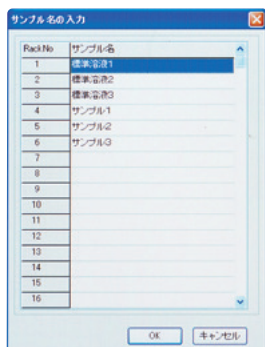 サンプル名の入力
RackNo サンプル名
1 標準溶液1
2 標準溶液2
3 標準溶液3
4 サンプル1
5 サンプル2
6 サンプル3
7
8
9
10
11
12
13
14
15
16
OK キャンセル